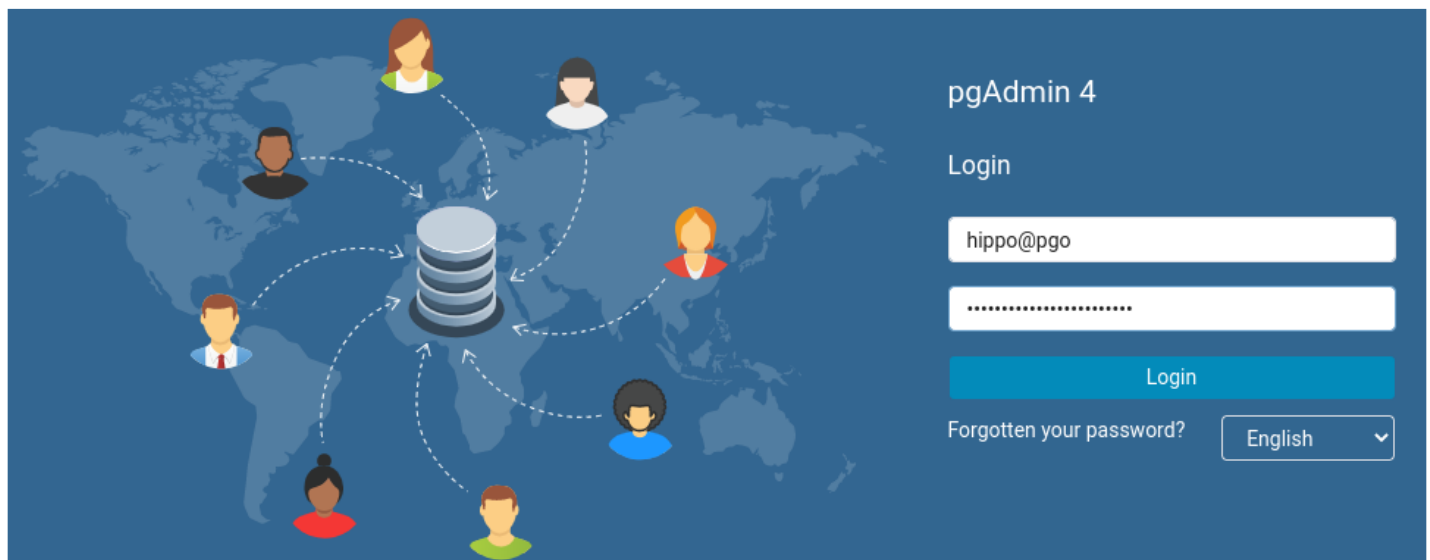 pgAdmin 4
Login
hippo@pgo
••••••••••••••••••••••••
Login
Forgotten your password?
English